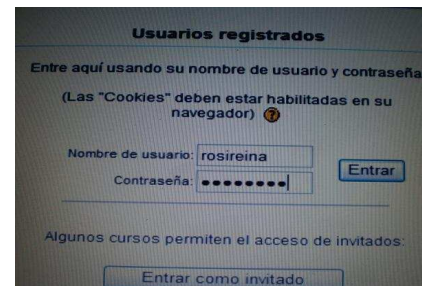 Usuarios registrados
Entre aquí usando su nombre de usuario y contraseña
(Las "Cookies" deben estar habilitadas en su
navegador) ?
Nombre de usuario: rosireina
Contraseña: ●●●●●●●●
Entrar
Algunos cursos permiten el acceso de invitados:
Entrar como invitado